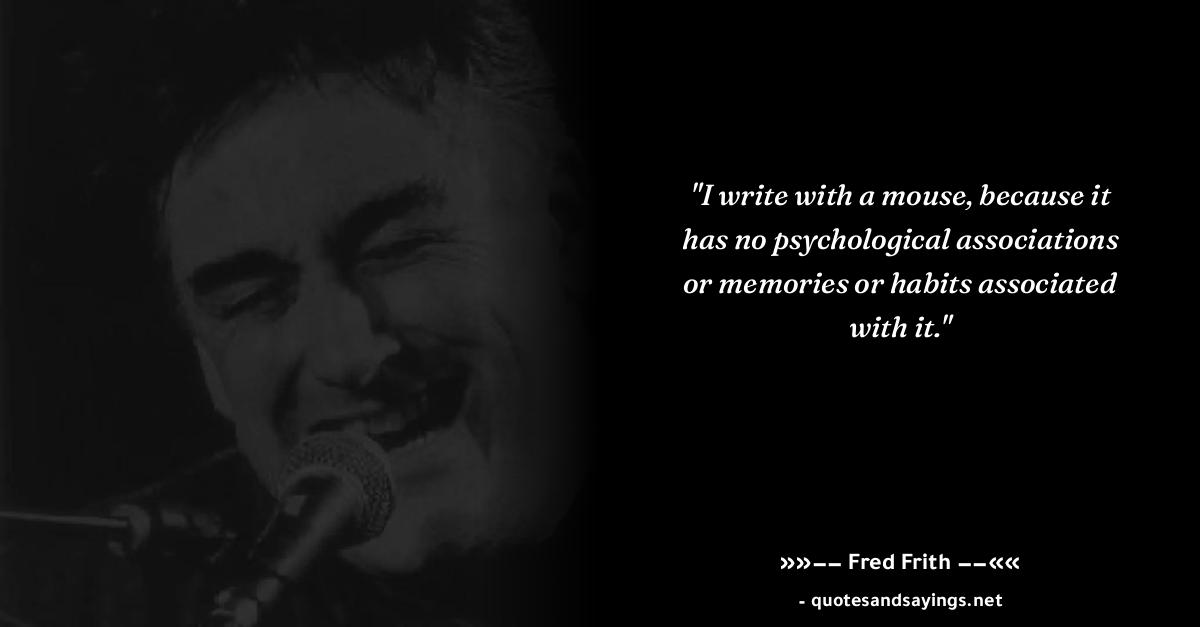 "I write with a mouse, because it
has no psychological associations
or memories or habits associated
with it."
»»–– Fred Frith ––««
- quotesandsayings.net